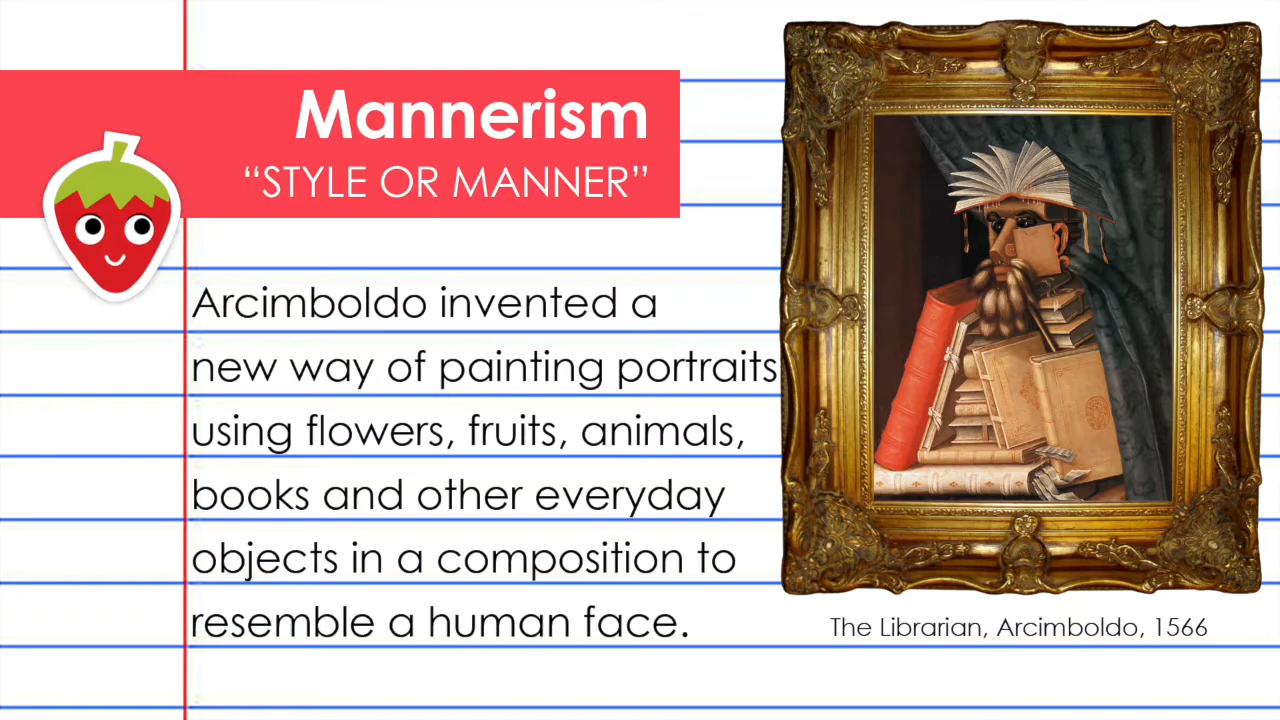 Mannerism
“STYLE OR MANNER”
Arcimboldo invented a
new way of painting portraits
using flowers, fruits, animals,
books and other everyday
objects in a composition to
resemble a human face.
The Librarian, Arcimboldo, 1566